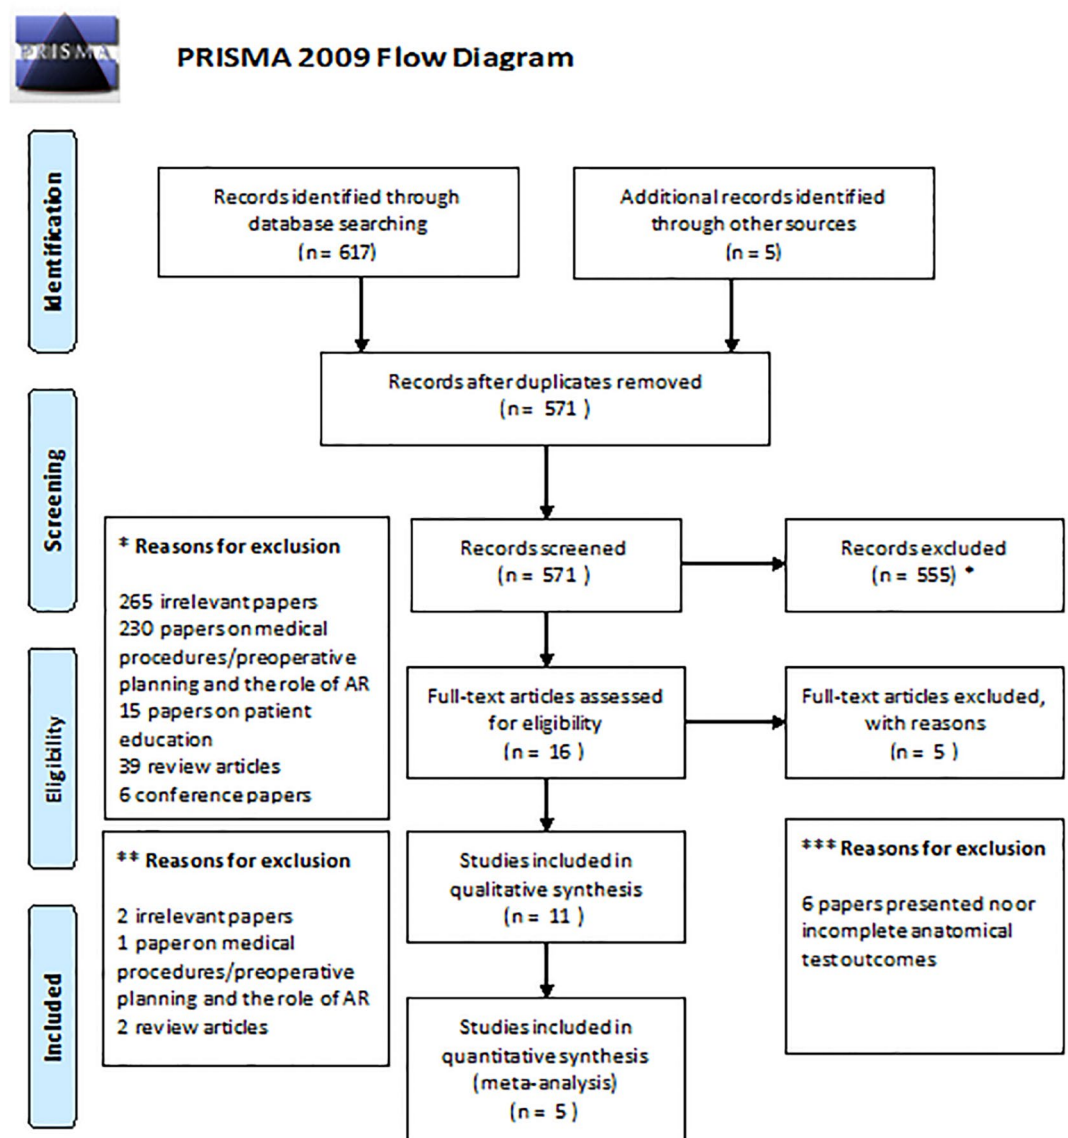 PRISMA
PRISMA 2009 Flow Diagram
Identification
Records identified through
database searching
(n = 617)
Additional records identified
through other sources
(n = 5)
Records after duplicates removed
(n = 571 )
Screening
Records screened
(n = 571 )
Records excluded
(n = 555) *
* Reasons for exclusion
265 irrelevant papers
230 papers on medical
procedures/preoperative
planning and the role of AR
15 papers on patient
education
39 review articles
6 conference papers
Eligibility
Full-text articles assessed
for eligibility
(n = 16 )
Full-text articles excluded,
with reasons
(n = 5 )
** Reasons for exclusion
2 irrelevant papers
1 paper on medical
procedures/preoperative
planning and the role of AR
2 review articles
Studies included in
qualitative synthesis
(n = 11 )
*** Reasons for exclusion
6 papers presented no or
incomplete anatomical
test outcomes
Included
Studies included in
quantitative synthesis
(meta-analysis)
(n = 5 )